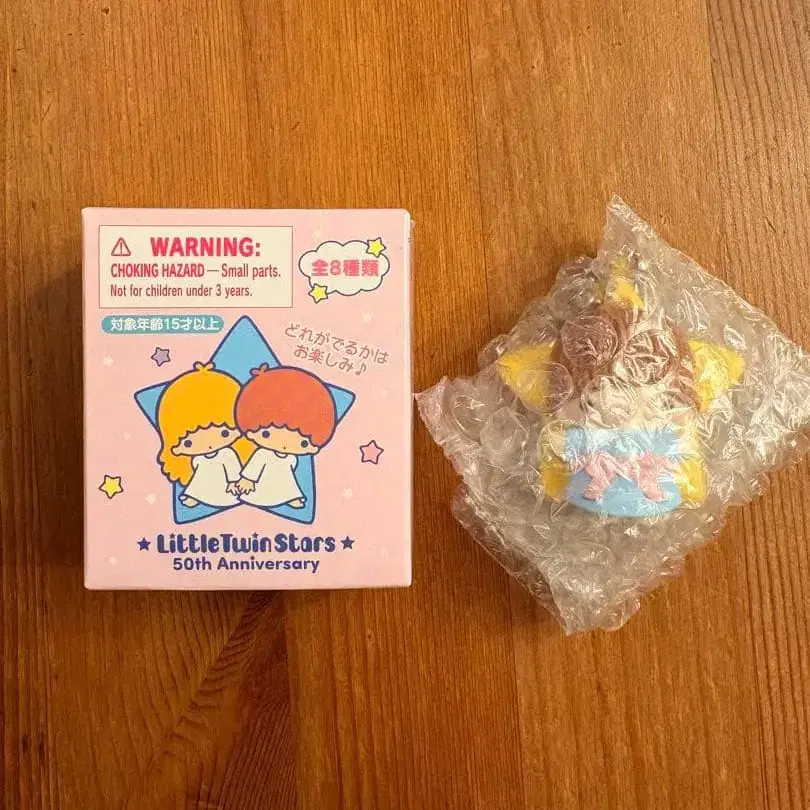 WARNING:
CHOKING HAZARD — Small parts.
Not for children under 3 years.
全8種類
対象年齢15才以上
どれがでるかは
お楽しみ♪
★ LittleTwinStars ★
50th Anniversary